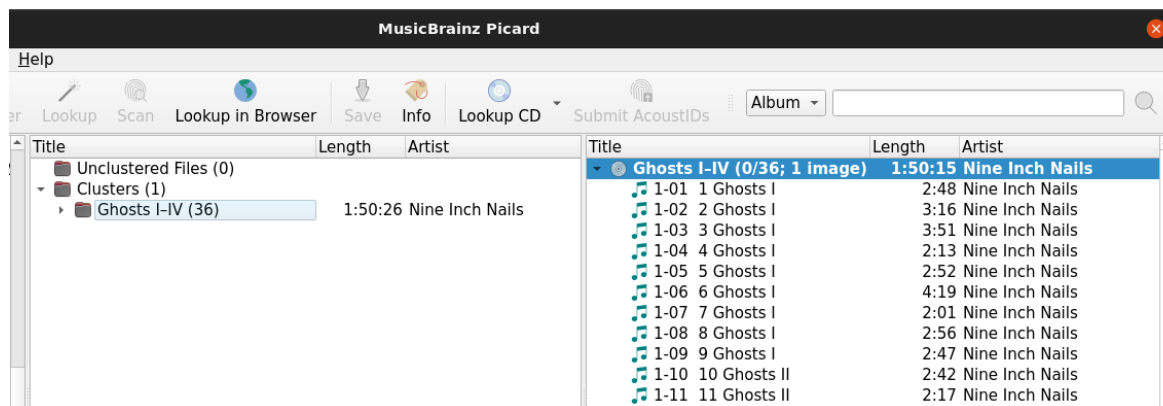 MusicBrainz Picard
Help
er Lookup Scan Lookup in Browser Save Info Lookup CD Submit AcoustIDs Album
Title Length Artist
Unclustered Files (0)
Clusters (1)
Ghosts I–IV (36) 1:50:26 Nine Inch Nails
Title Length Artist
Ghosts I–IV (0/36; 1 image) 1:50:15 Nine Inch Nails
1-01 1 Ghosts I 2:48 Nine Inch Nails
1-02 2 Ghosts I 3:16 Nine Inch Nails
1-03 3 Ghosts I 3:51 Nine Inch Nails
1-04 4 Ghosts I 2:13 Nine Inch Nails
1-05 5 Ghosts I 2:52 Nine Inch Nails
1-06 6 Ghosts I 4:19 Nine Inch Nails
1-07 7 Ghosts I 2:01 Nine Inch Nails
1-08 8 Ghosts I 2:56 Nine Inch Nails
1-09 9 Ghosts I 2:47 Nine Inch Nails
1-10 10 Ghosts II 2:42 Nine Inch Nails
1-11 11 Ghosts II 2:17 Nine Inch Nails